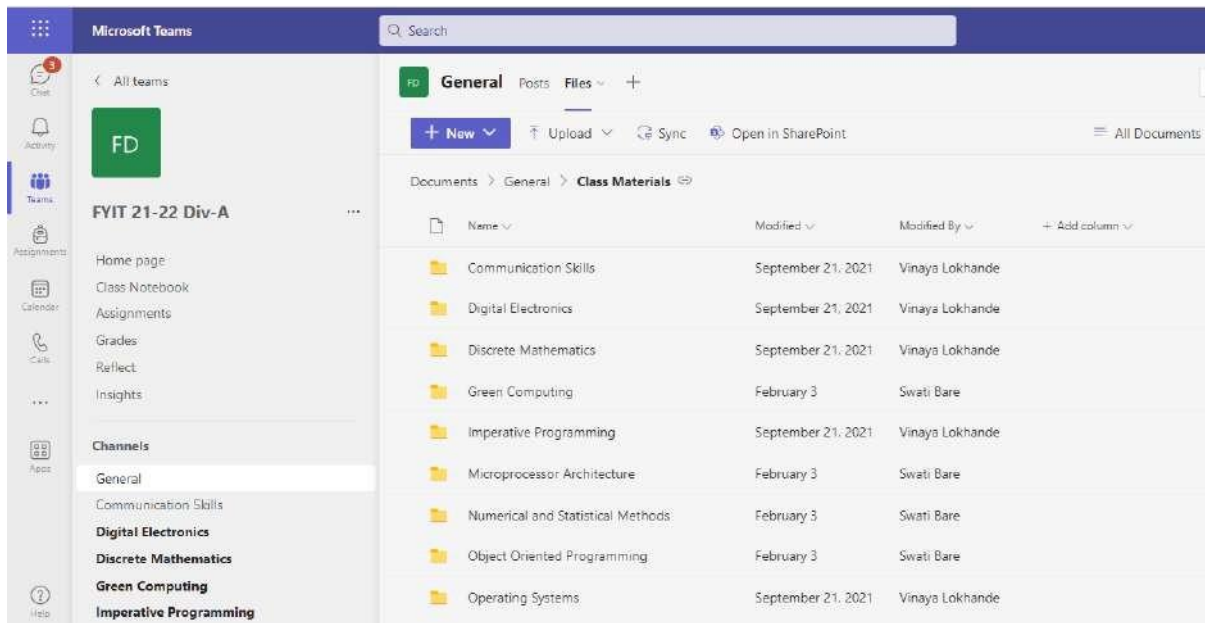 Microsoft Teams
Search
3
Chat
Activity
Teams
Assignments
Calendar
Calls
Apps
Help
All teams
FD
FYIT 21-22 Div-A
Home page
Class Notebook
Assignments
Grades
Reflect
Insights
Channels
General
Communication Skills
Digital Electronics
Discrete Mathematics
Green Computing
Imperative Programming
FD General Posts Files
New Upload Sync Open in SharePoint All Documents
Documents > General > Class Materials
Name Modified Modified By + Add column
Communication Skills September 21, 2021 Vinaya Lokhande
Digital Electronics September 21, 2021 Vinaya Lokhande
Discrete Mathematics September 21, 2021 Vinaya Lokhande
Green Computing February 3 Swati Bare
Imperative Programming September 21, 2021 Vinaya Lokhande
Microprocessor Architecture February 3 Swati Bare
Numerical and Statistical Methods February 3 Swati Bare
Object Oriented Programming February 3 Swati Bare
Operating Systems September 21, 2021 Vinaya Lokhande